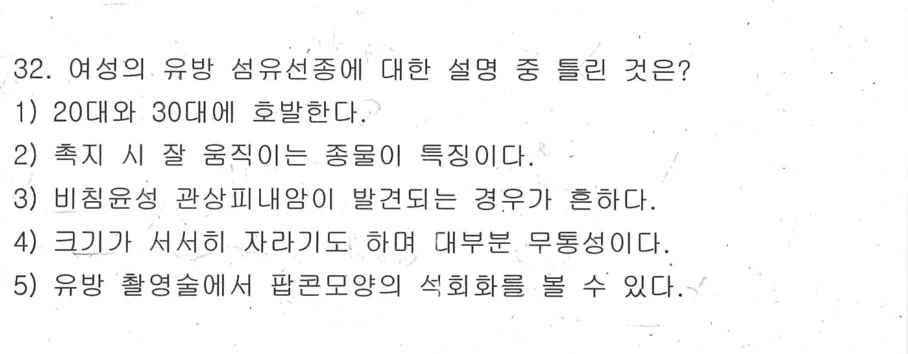 32. 여성의 유방 섬유선종에 대한 설명 중 틀린 것은?
1) 20대와 30대에 호발한다.
2) 촉지 시 잘 움직이는 종물이 특징이다.
3) 비침윤성 관상피내암이 발견되는 경우가 흔하다.
4) 크기가 서서히 자라기도 하며 대부분 무통성이다.
5) 유방 촬영술에서 팝콘모양의 석회화를 볼 수 있다.